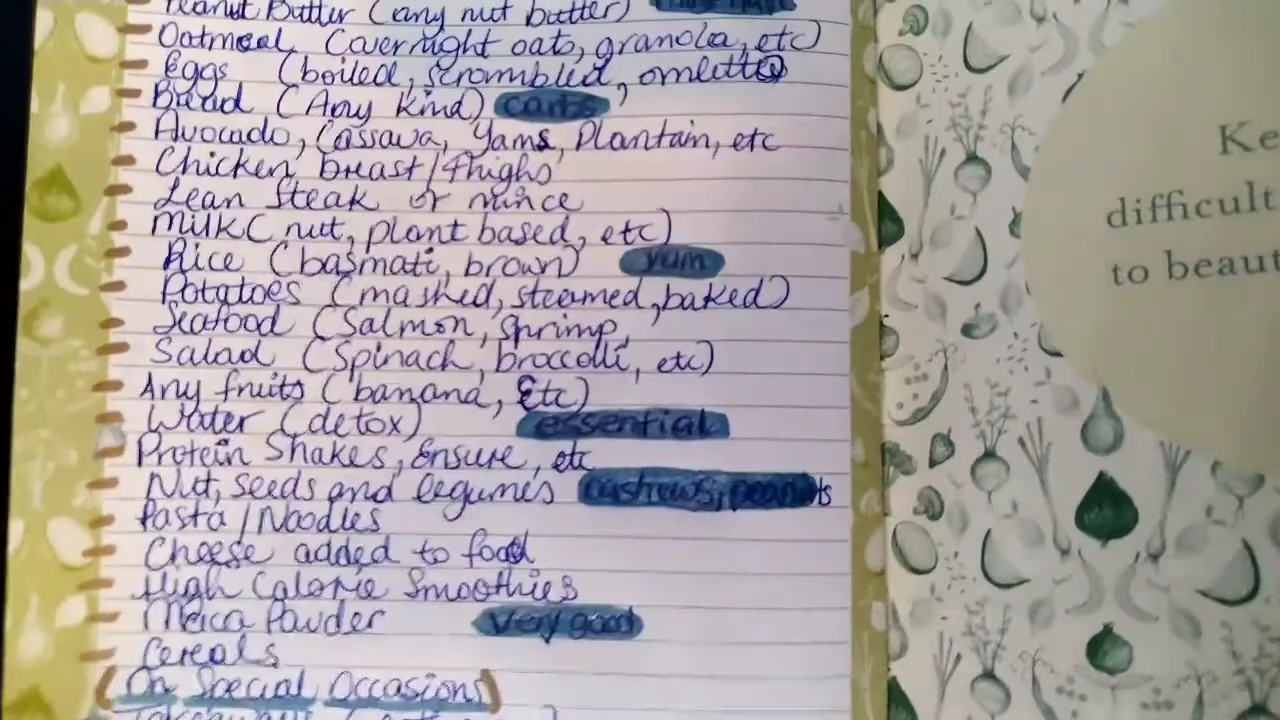 Peanut Butter (any nut butter)
Oatmeal (overnight oats, granola, etc)
Eggs (boiled, scrambled, omlette)
Bread (Any Kind) carbs
Avocado, Cassava, Yams, Plantain, etc
Chicken breast/thighs
Lean Steak or mince
Milk (nut, plant based, etc)
Rice (basmati, brown) yum
Potatoes (mashed, steamed, baked)
Seafood (Salmon, Shrimp,
Salad (Spinach, broccolli, etc)
Any fruits (banana, Etc)
Water (detox) essential
Protein Shakes, Ensure, etc
Nut, seeds and legumes cashews, peanuts
Pasta/Noodles
Cheese added to food
High Calorie Smoothies
Maca Powder very good
Cereals
(On Special Occasions)
Ke
difficult
to beaut